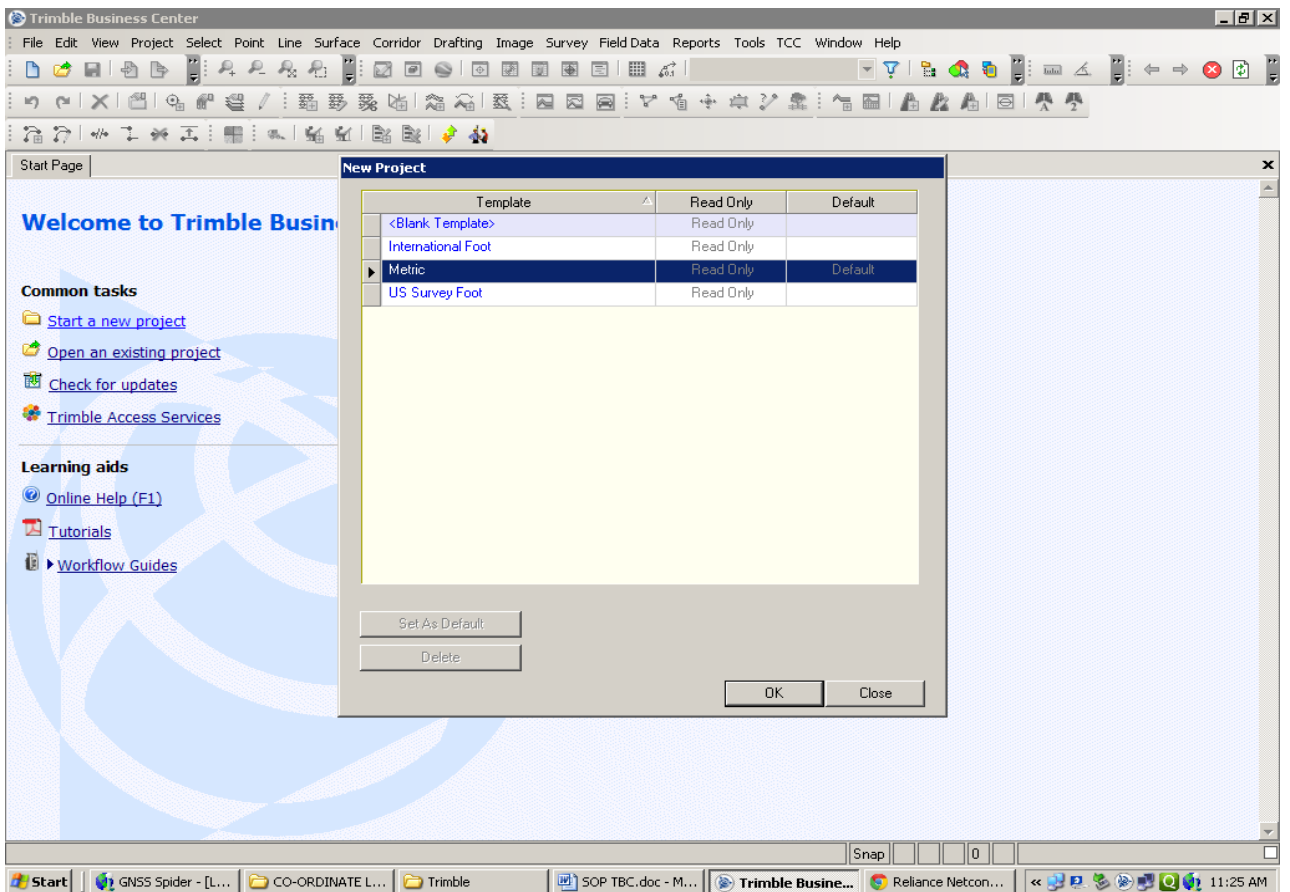 Trimble Business Center
File Edit View Project Select Point Line Surface Corridor Drafting Image Survey Field Data Reports Tools TCC Window Help
Start Page
New Project
Template Read Only Default
<Blank Template> Read Only
International Foot Read Only
Metric Read Only Default
US Survey Foot Read Only
Welcome to Trimble Busin
Common tasks
Start a new project
Open an existing project
Check for updates
Trimble Access Services
Learning aids
Online Help (F1)
Tutorials
Workflow Guides
Set As Default
Delete
OK Close
Snap 0
Start GNSS Spider - [L... CO-ORDINATE L... Trimble SOP TBC.doc - M... Trimble Busine... Reliance Netcon... « 11:25 AM